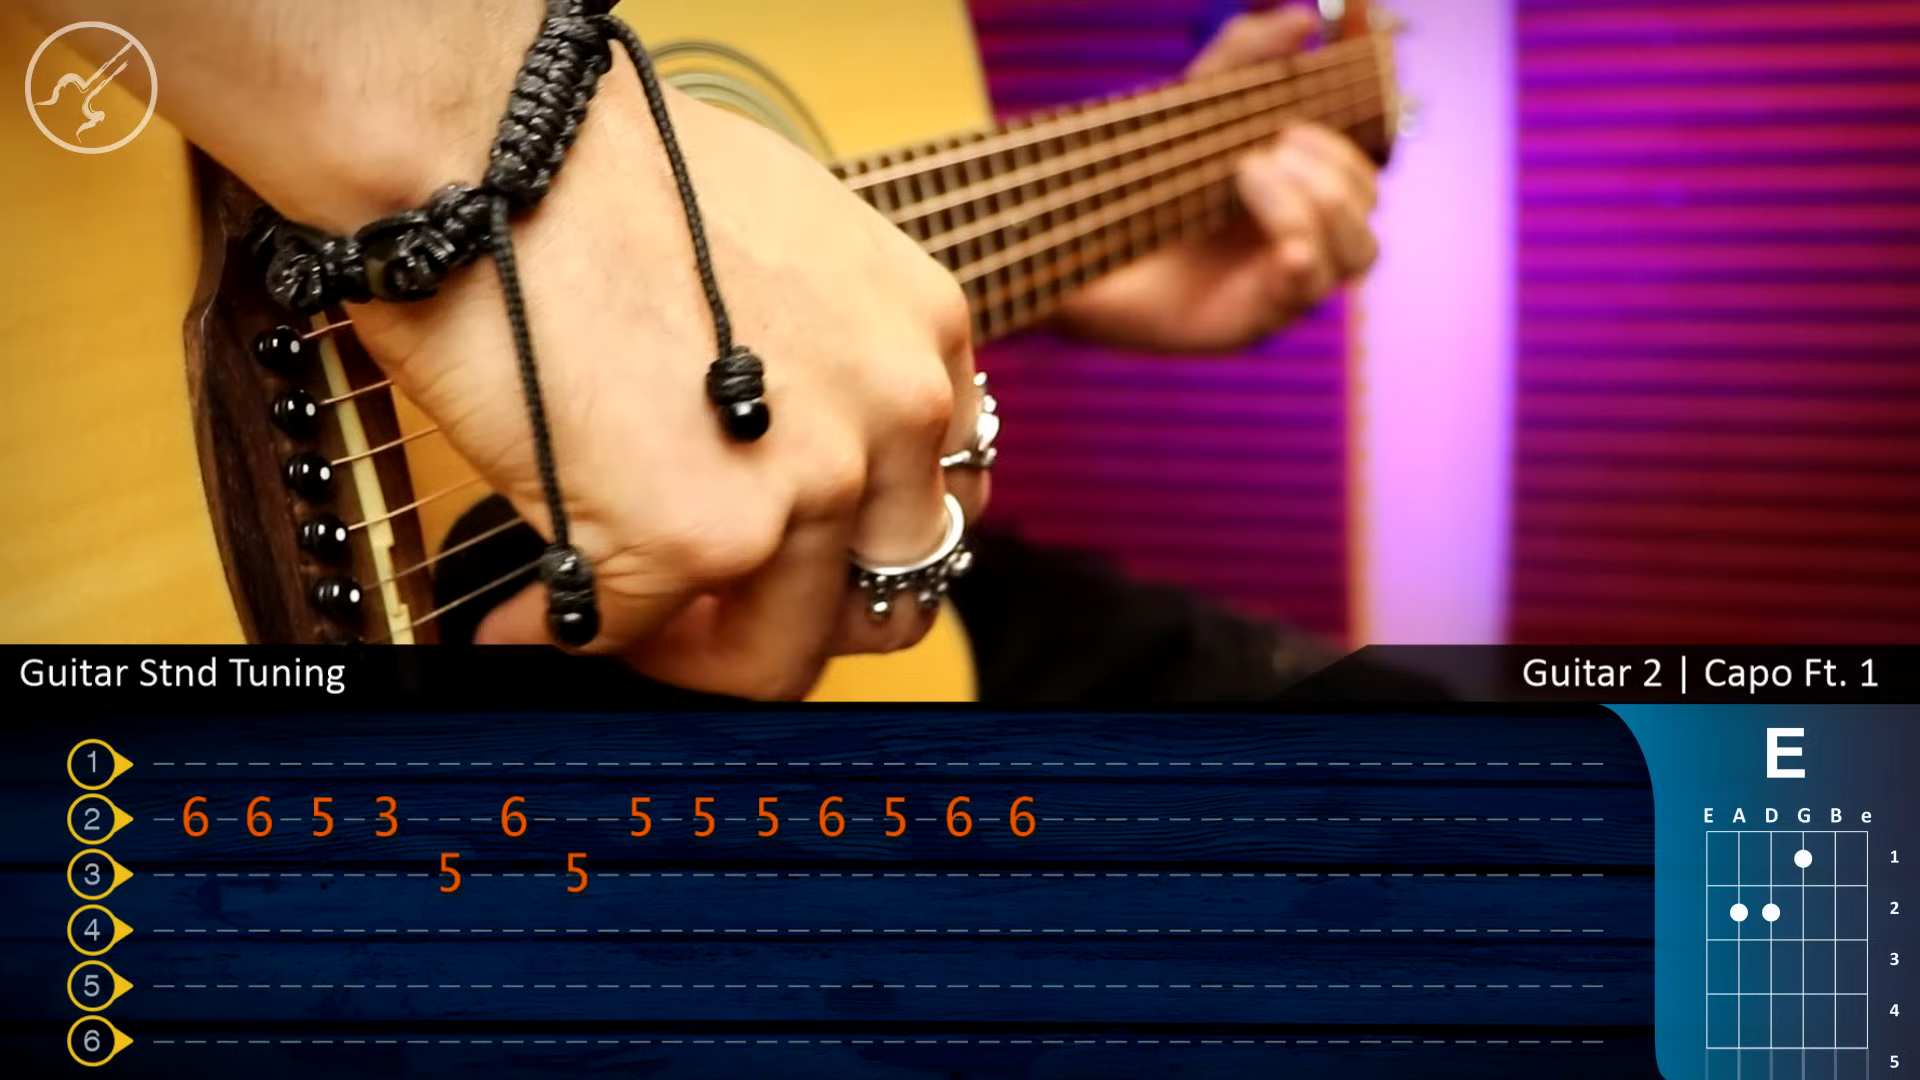 Guitar Stnd Tuning
Guitar 2 | Capo Ft. 1
E
E A D G B e
1
2
3
4
5
1
2 6 6 5 3 6 5 5 5 6 5 6 6
3 5 5
4
5
6